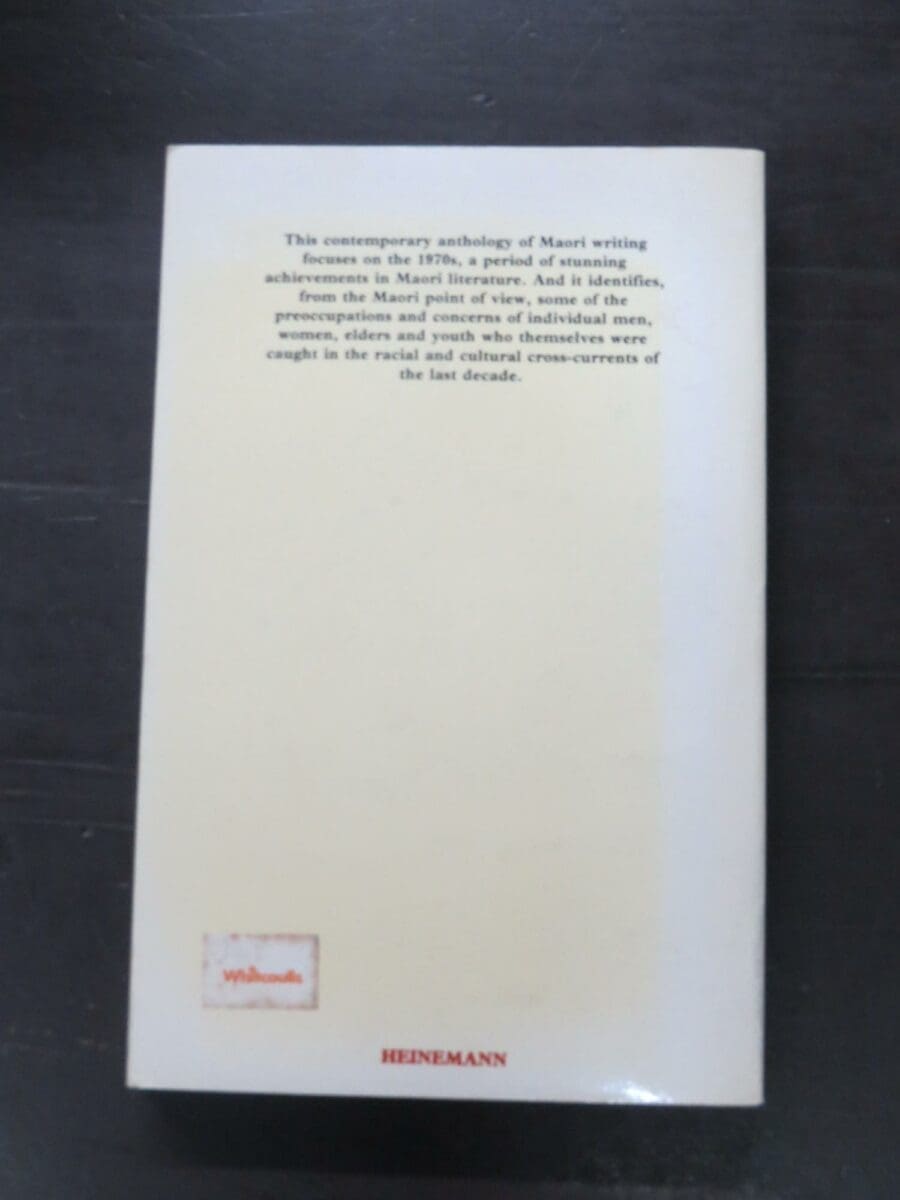 This contemporary anthology of Maori writing
focuses on the 1970s, a period of stunning
achievements in Maori literature. And it identifies,
from the Maori point of view, some of the
preoccupations and concerns of individual men,
women, elders and youth who themselves were
caught in the racial and cultural cross-currents of
the last decade.
Whitcoulls
HEINEMANN